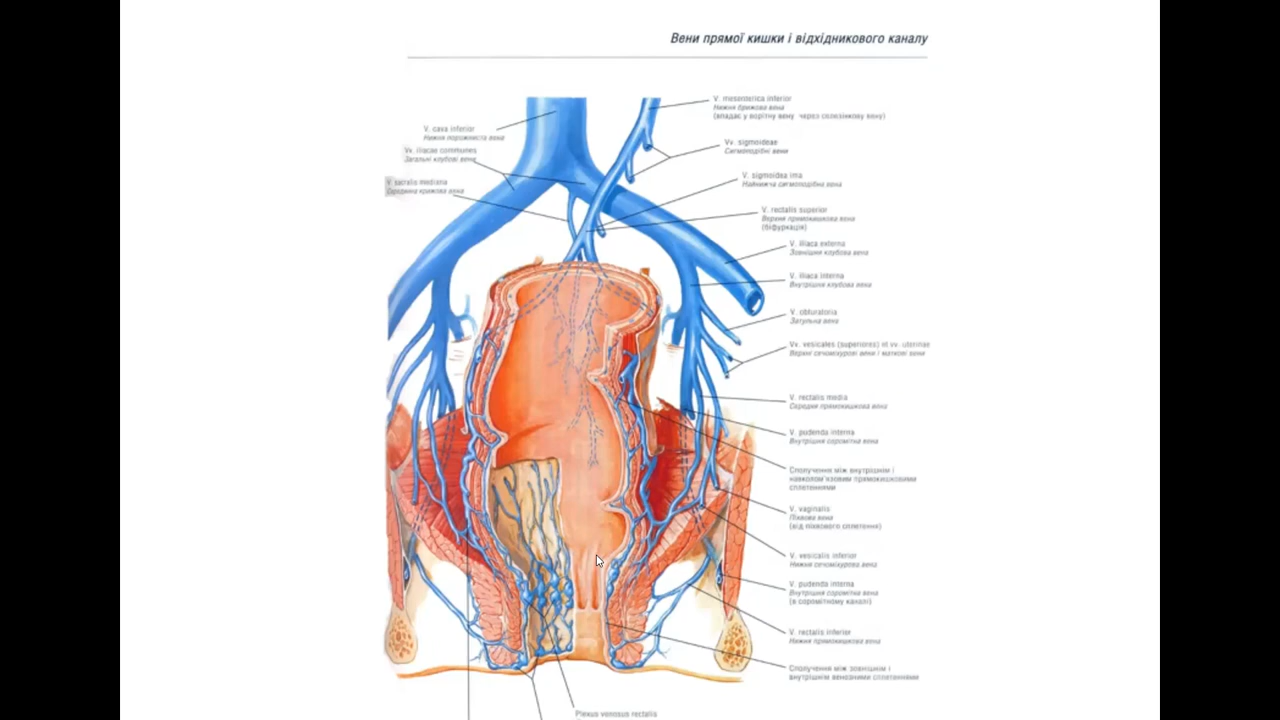 Вени прямої кишки і відхідникового каналу
V. cava inferior
Нижня порожниста вена
Vv. iliacae communes
Загальні клубові вени
V. sacralis mediana
Серединна крижова вена
V. mesenterica inferior
Нижня брижова вена
(впадає у ворітну вену через селезінкову вену)
Vv. sigmoideae
Сигмоподібні вени
V. sigmoidea ima
Найнижча сигмоподібна вена
V. rectalis superior
Верхня прямокишкова вена
(біфуркація)
V. iliaca externa
Зовнішня клубова вена
V. iliaca interna
Внутрішня клубова вена
V. obturatoria
Затульна вена
Vv. vesicales (superiores) et vv. uterinae
Верхні сечоміхурові вени і маткові вени
V. rectalis media
Середня прямокишкова вена
V. pudenda interna
Внутрішня соромітна вена
Сполучення між внутрішнім і
навколом'язовим прямокишковими
сплетеннями
V. vaginalis
Піхвова вена
(від піхвового сплетення)
V. vesicalis inferior
Нижня сечоміхурова вена
V. pudenda interna
Внутрішня соромітна вена
(в соромітному каналі)
V. rectalis inferior
Нижня прямокишкова вена
Сполучення між зовнішнім і
внутрішнім венозними сплетеннями
Plexus venosus rectalis